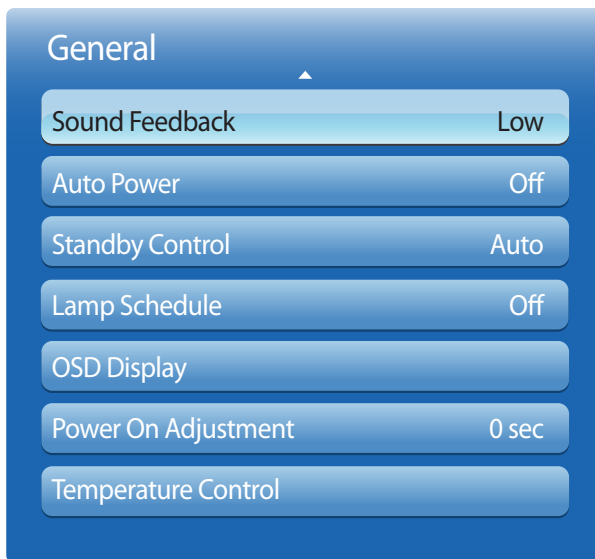 General
Sound Feedback Low
Auto Power Off
Standby Control Auto
Lamp Schedule Off
OSD Display
Power On Adjustment 0 sec
Temperature Control